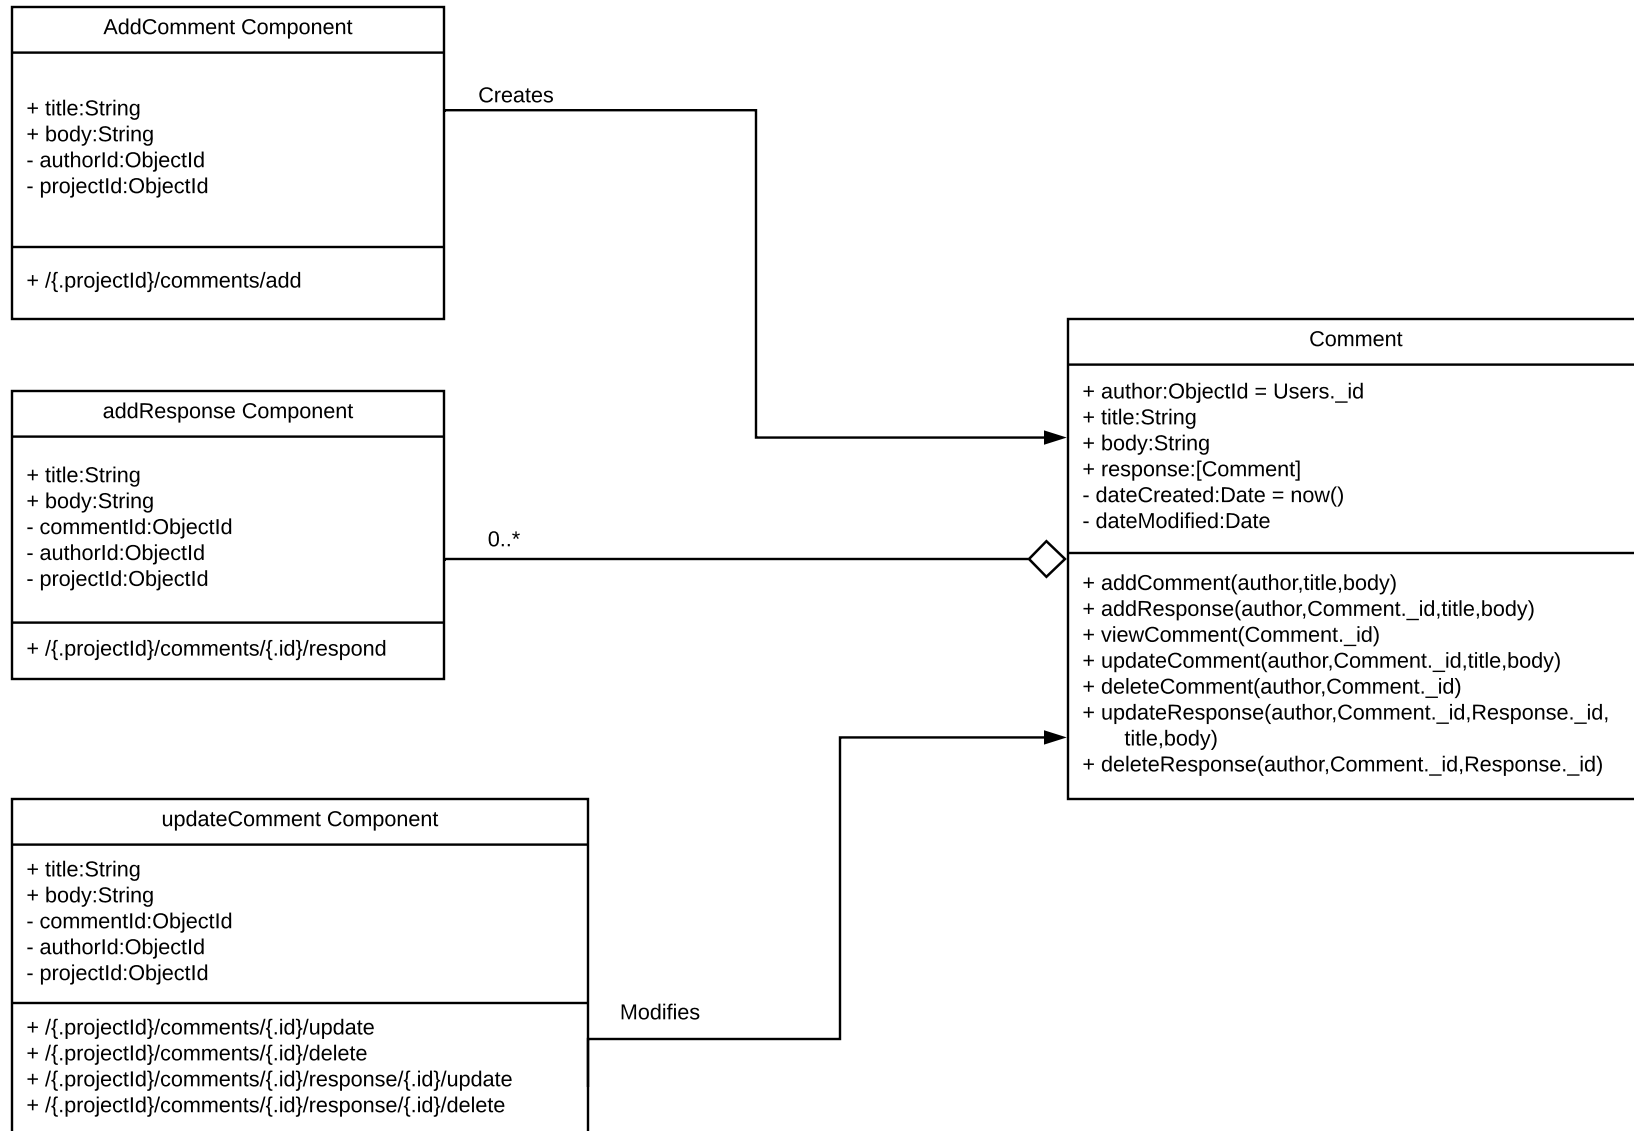 AddComment Component
+ title:String
+ body:String
- authorId:ObjectId
- projectId:ObjectId
+ /{.projectId}/comments/add
Creates
addResponse Component
+ title:String
+ body:String
- commentId:ObjectId
- authorId:ObjectId
- projectId:ObjectId
+ /{.projectId}/comments/{.id}/respond
0..*
Comment
+ author:ObjectId = Users._id
+ title:String
+ body:String
+ response:[Comment]
- dateCreated:Date = now()
- dateModified:Date
+ addComment(author,title,body)
+ addResponse(author,Comment._id,title,body)
+ viewComment(Comment._id)
+ updateComment(author,Comment._id,title,body)
+ deleteComment(author,Comment._id)
+ updateResponse(author,Comment._id,Response._id,
title,body)
+ deleteResponse(author,Comment._id,Response._id)
updateComment Component
+ title:String
+ body:String
- commentId:ObjectId
- authorId:ObjectId
- projectId:ObjectId
+ /{.projectId}/comments/{.id}/update
+ /{.projectId}/comments/{.id}/delete
+ /{.projectId}/comments/{.id}/response/{.id}/update
+ /{.projectId}/comments/{.id}/response/{.id}/delete
Modifies